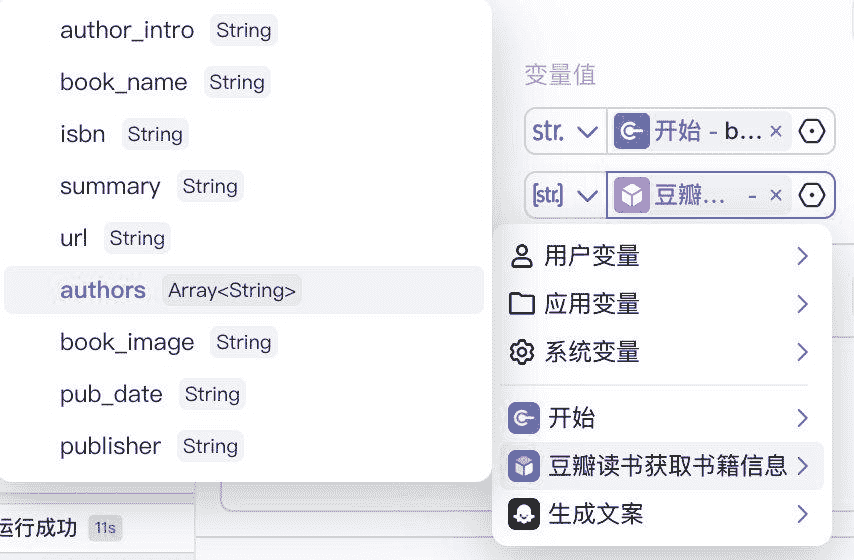 author_intro String
book_name String
isbn String
summary String
url String
authors Array<String>
book_image String
pub_date String
publisher String
运行成功 11s
变量值
str. 开始 - b... ×
[str.] 豆瓣... - ×
用户变量
应用变量
系统变量
开始
豆瓣读书获取书籍信息
生成文案